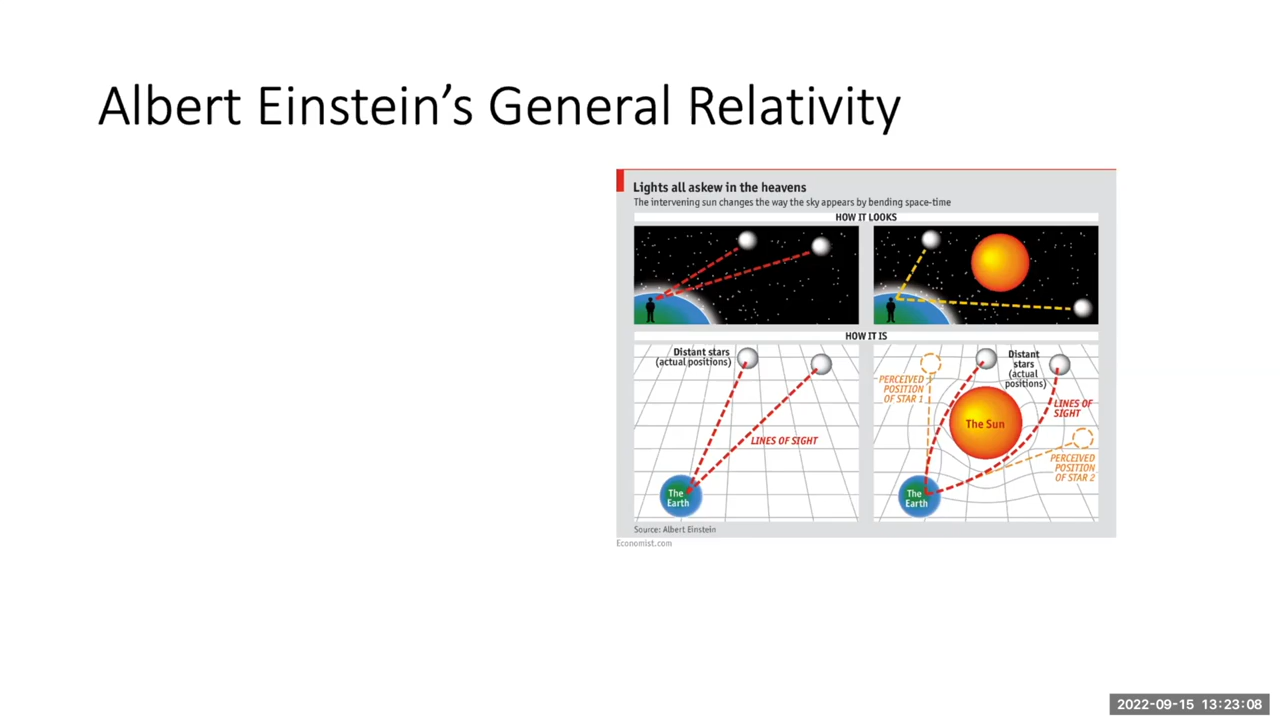 Albert Einstein's General Relativity
Lights all askew in the heavens
The intervening sun changes the way the sky appears by bending space-time
HOW IT LOOKS
HOW IT IS
Distant stars
(actual positions)
LINES OF SIGHT
The
Earth
PERCEIVED
POSITION
OF STAR 1
Distant
stars
(actual
positions)
LINES OF
SIGHT
The Sun
PERCEIVED
POSITION
OF STAR 2
The
Earth
Source: Albert Einstein
Economist.com
2022-09-15 13:23:08